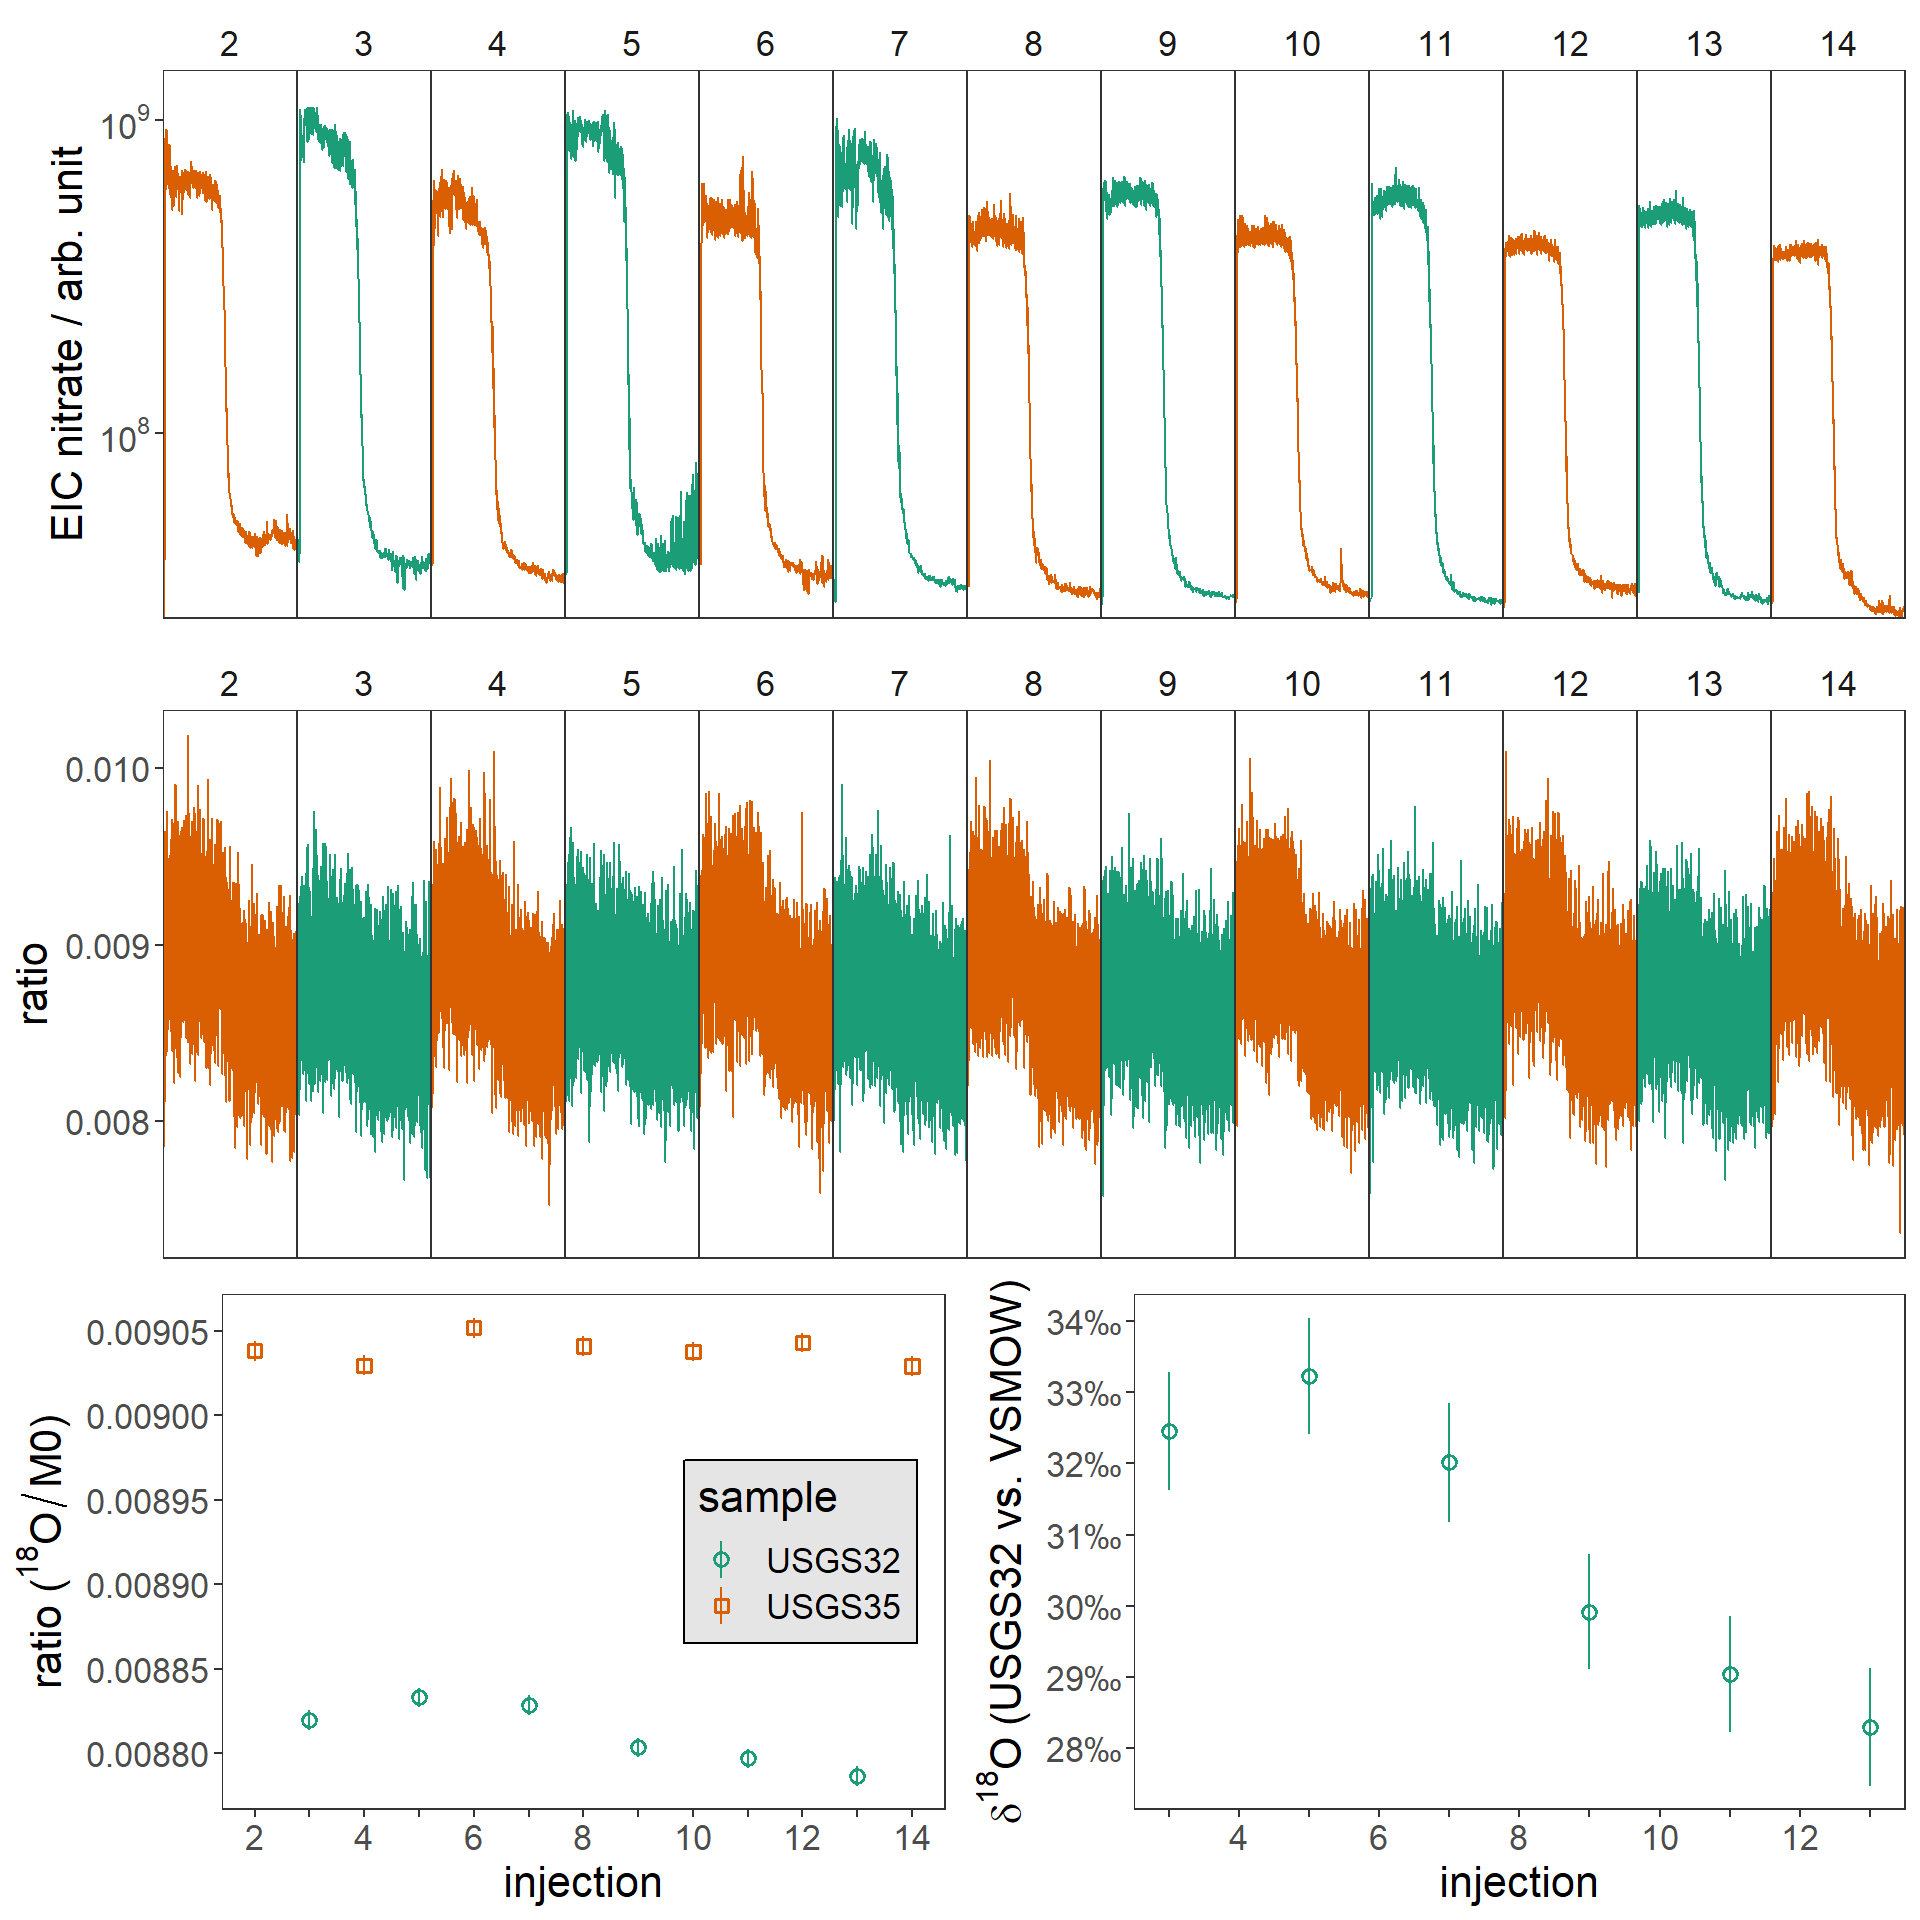 2 3 4 5 6 7 8 9 10 11 12 13 14
EIC nitrate / arb. unit
10⁹
10⁸
2 3 4 5 6 7 8 9 10 11 12 13 14
ratio
0.010
0.009
0.008
ratio (¹⁸O / M0)
0.00905
0.00900
0.00895
0.00890
0.00885
0.00880
sample
USGS32
USGS35
2 4 6 8 10 12 14
injection
δ¹⁸O (USGS32 vs. VSMOW)
34‰
33‰
32‰
31‰
30‰
29‰
28‰
4 6 8 10 12
injection